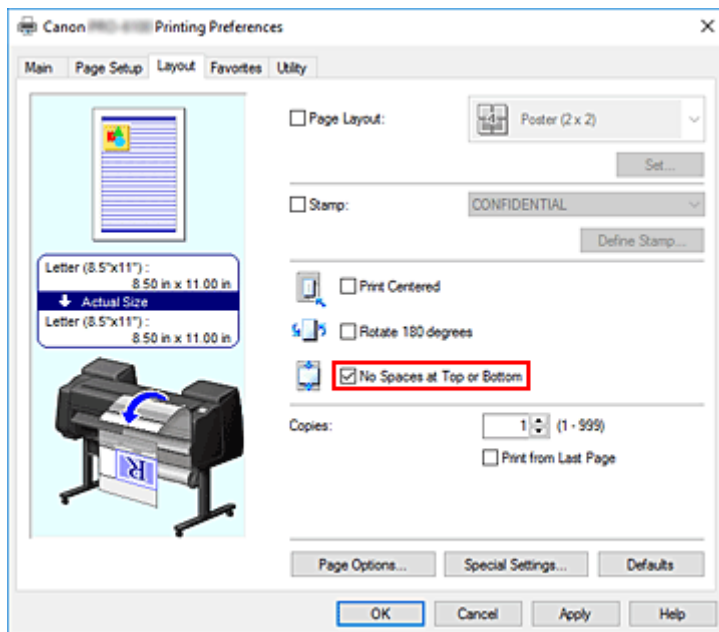 Canon Printing Preferences
Main Page Setup Layout Favorites Utility
Page Layout:
Poster (2 x 2)
Set...
Stamp:
CONFIDENTIAL
Define Stamp...
Letter (8.5"x11") :
8.50 in x 11.00 in
Actual Size
Letter (8.5"x11") :
8.50 in x 11.00 in
Print Centered
Rotate 180 degrees
No Spaces at Top or Bottom
Copies:
1 (1 - 999)
Print from Last Page
R
Page Options... Special Settings... Defaults
OK Cancel Apply Help